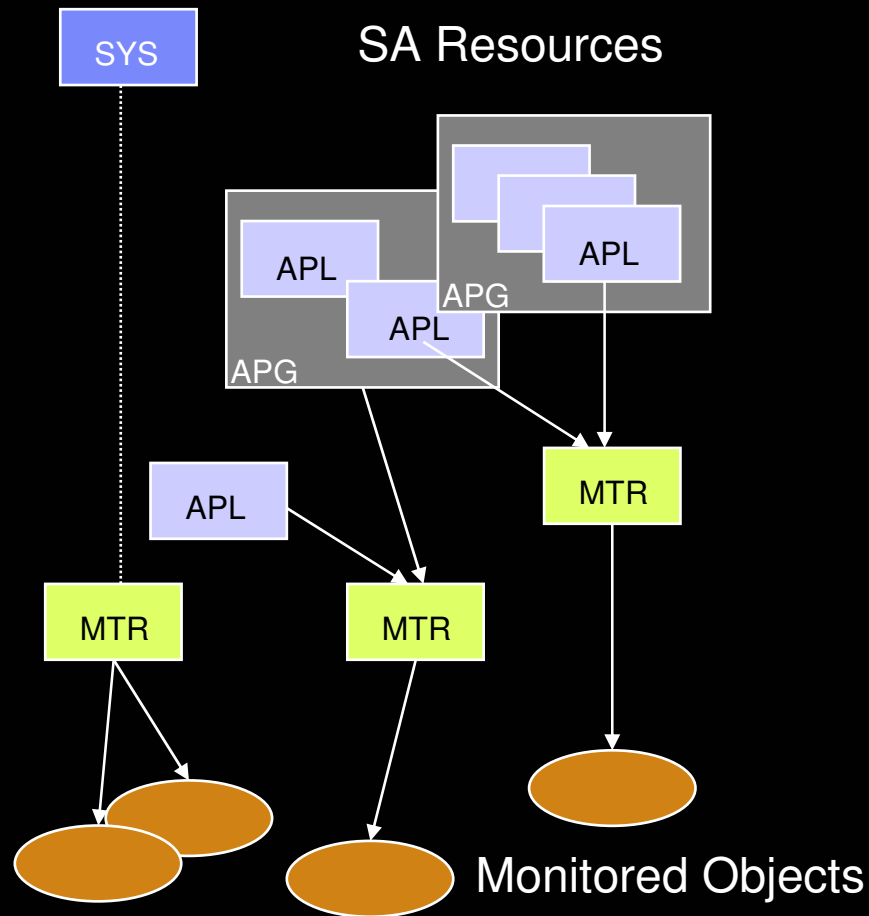 SYS
SA Resources
APL
APL
APG
APL
APG
MTR
APL
MTR
MTR
Monitored Objects